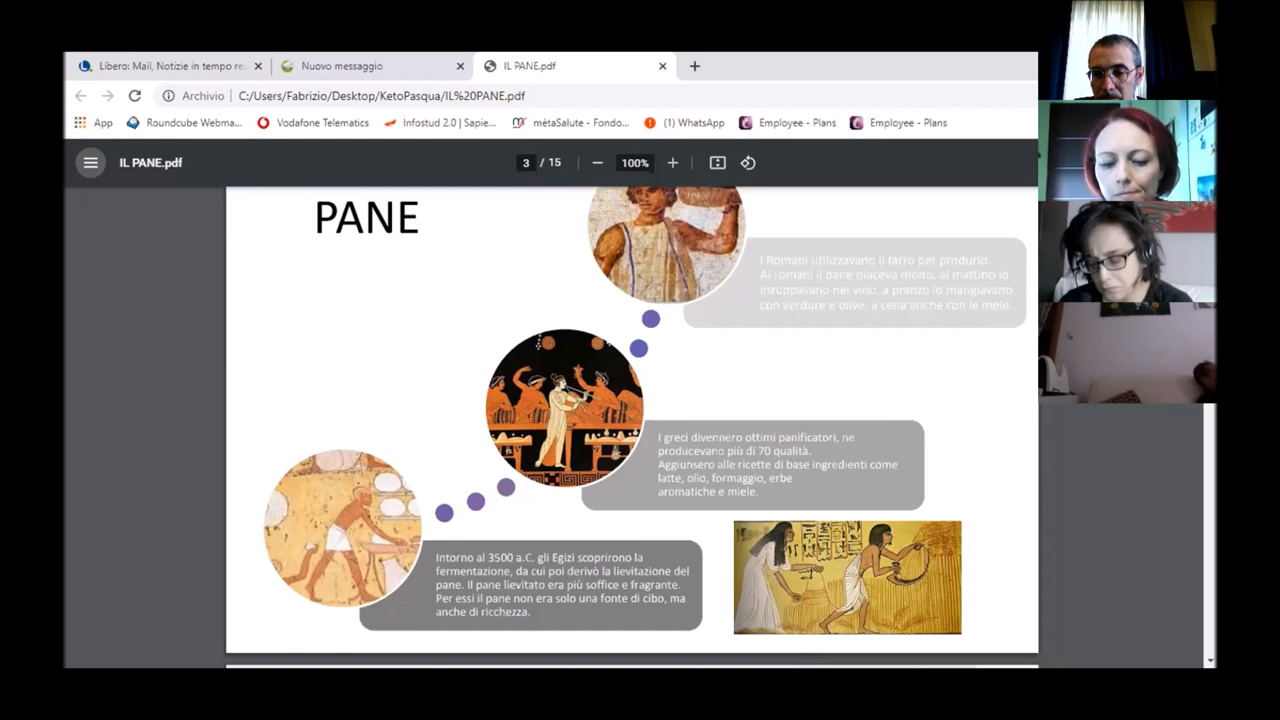 Libero: Mail, Notizie in tempo re
Nuovo messaggio
IL PANE.pdf
Archivio
C:/Users/Fabrizio/Desktop/KetoPasqua/IL%20PANE.pdf
App
Roundcube Webma...
Vodafone Telematics
Infostud 2.0 | Sapie...
mètaSalute - Fondo...
(1) WhatsApp
Employee - Plans
Employee - Plans
IL PANE.pdf
3 / 15
100%
PANE
I Romani utilizzavano il farro per produrlo.
Ai romani il pane piaceva molto, al mattino lo
inzuppavano nel vino, a pranzo lo mangiavano
con verdure e olive, a cena anche con le mele.
I greci divennero ottimi panificatori, ne
producevano più di 70 qualità.
Aggiunsero alle ricette di base ingredienti come
latte, olio, formaggio, erbe
aromatiche e miele.
Intorno al 3500 a.C. gli Egizi scoprirono la
fermentazione, da cui poi derivò la lievitazione del
pane. Il pane lievitato era più soffice e fragrante.
Per essi il pane non era solo una fonte di cibo, ma
anche di ricchezza.